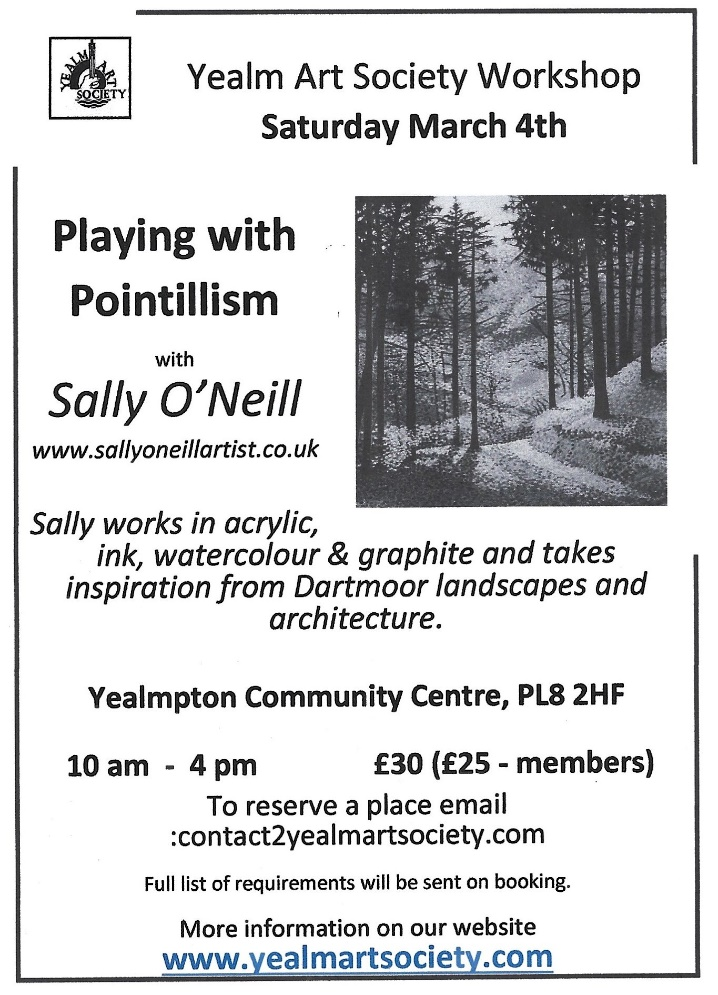 YEALM ART
SOCIETY
Yealm Art Society Workshop
Saturday March 4th
Playing with
Pointillism
with
Sally O'Neill
www.sallyoneillartist.co.uk
Sally works in acrylic,
ink, watercolour & graphite and takes
inspiration from Dartmoor landscapes and
architecture.
Yealmpton Community Centre, PL8 2HF
10 am - 4 pm £30 (£25 - members)
To reserve a place email
:contact2yealmartsociety.com
Full list of requirements will be sent on booking.
More information on our website
www.yealmartsociety.com